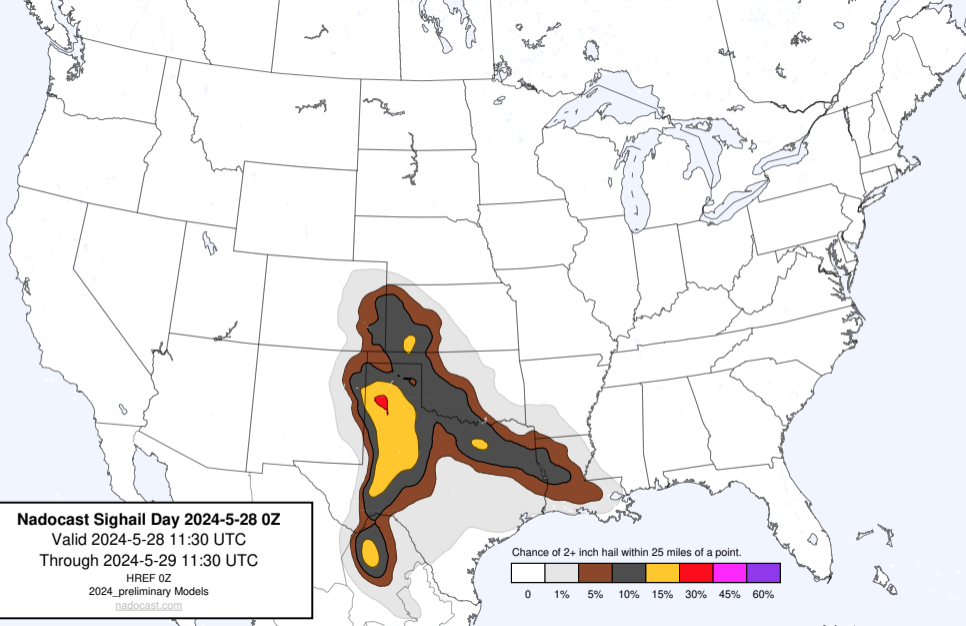 Nadocast Sighail Day 2024-5-28 0Z
Valid 2024-5-28 11:30 UTC
Through 2024-5-29 11:30 UTC
HREF 0Z
2024_preliminary Models
nadocast.com
Chance of 2+ inch hail within 25 miles of a point.
0 1% 5% 10% 15% 30% 45% 60%